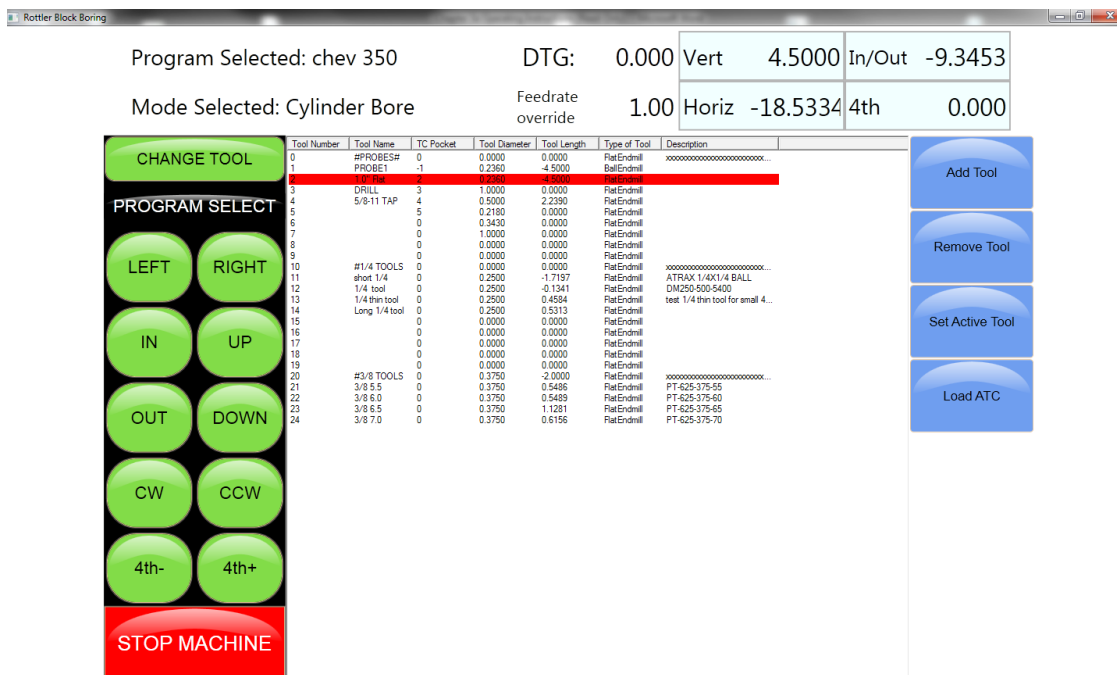 Rottler Block Boring
Program Selected: chev 350
DTG: 0.000
Vert 4.5000
In/Out -9.3453
Mode Selected: Cylinder Bore
Feedrate override 1.00
Horiz -18.5334
4th 0.000
CHANGE TOOL
PROGRAM SELECT
LEFT RIGHT
IN UP
OUT DOWN
CW CCW
4th- 4th+
STOP MACHINE
Tool Number Tool Name TC Pocket Tool Diameter Tool Length Type of Tool Description
0 #PROBES# 0 0.0000 0.0000 FlatEndmill xxxxxxxxxxxxxxxxxxxxxxxxxx...
1 PROBE1 -1 0.2360 -4.5000 BallEndmill
2 1.0" Flat 2 0.2360 -4.5000 FlatEndmill
3 DRILL 3 1.0000 0.0000 FlatEndmill
4 5/8-11 TAP 4 0.5000 2.2390 FlatEndmill
5 5 0.2180 0.0000 FlatEndmill
6 0 0.3430 0.0000 FlatEndmill
7 0 1.0000 0.0000 FlatEndmill
8 0 0.0000 0.0000 FlatEndmill
9 0 0.0000 0.0000 FlatEndmill
10 #1/4 TOOLS 0 0.0000 0.0000 FlatEndmill xxxxxxxxxxxxxxxxxxxxxxxxxx...
11 short 1/4 0 0.2500 -1.7197 FlatEndmill ATRAX 1/4X1/4 BALL
12 1/4 tool 0 0.2500 -0.1341 FlatEndmill DM250-500-5400
13 1/4 thin tool 0 0.2500 0.4584 FlatEndmill test 1/4 thin tool for small 4...
14 Long 1/4 tool 0 0.2500 0.5313 FlatEndmill
15 0 0.0000 0.0000 FlatEndmill
16 0 0.0000 0.0000 FlatEndmill
17 0 0.0000 0.0000 FlatEndmill
18 0 0.0000 0.0000 FlatEndmill
19 0 0.0000 0.0000 FlatEndmill
20 #3/8 TOOLS 0 0.3750 -2.0000 FlatEndmill xxxxxxxxxxxxxxxxxxxxxxxxxx...
21 3/8 5.5 0 0.3750 0.5486 FlatEndmill PT-625-375-55
22 3/8 6.0 0 0.3750 0.5489 FlatEndmill PT-625-375-60
23 3/8 6.5 0 0.3750 1.1281 FlatEndmill PT-625-375-65
24 3/8 7.0 0 0.3750 0.6156 FlatEndmill PT-625-375-70
Add Tool
Remove Tool
Set Active Tool
Load ATC